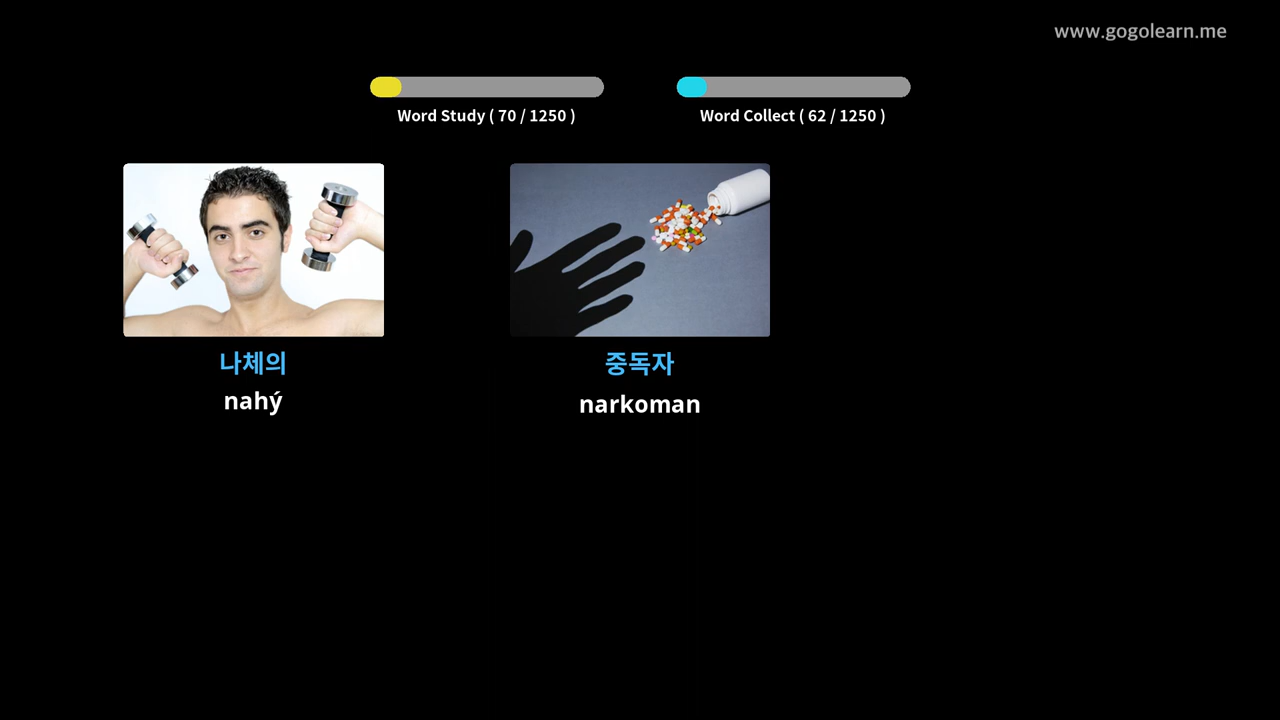 www.gogolearn.me
Word Study ( 70 / 1250 )
Word Collect ( 62 / 1250 )
나체의
nahý
중독자
narkoman